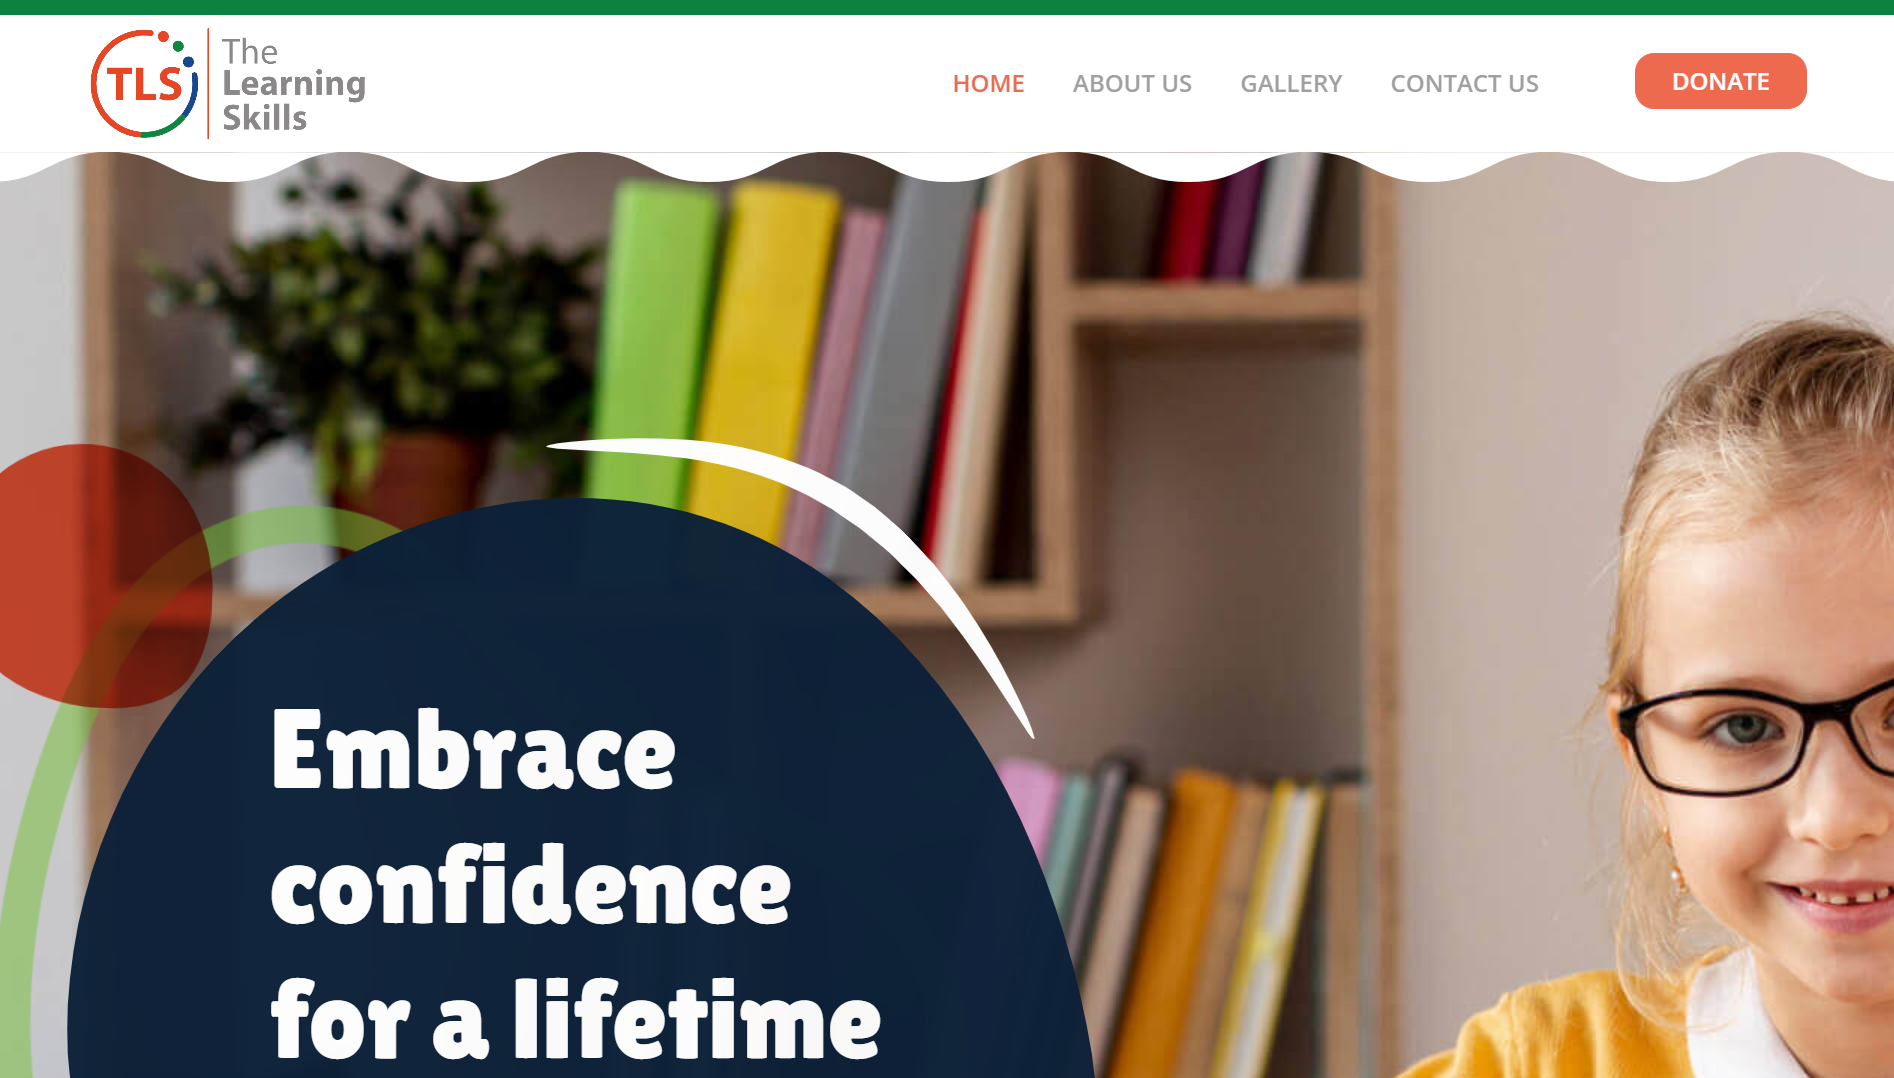 TLS
The
Learning
Skills
HOME ABOUT US GALLERY CONTACT US DONATE
Embrace
confidence
for a lifetime